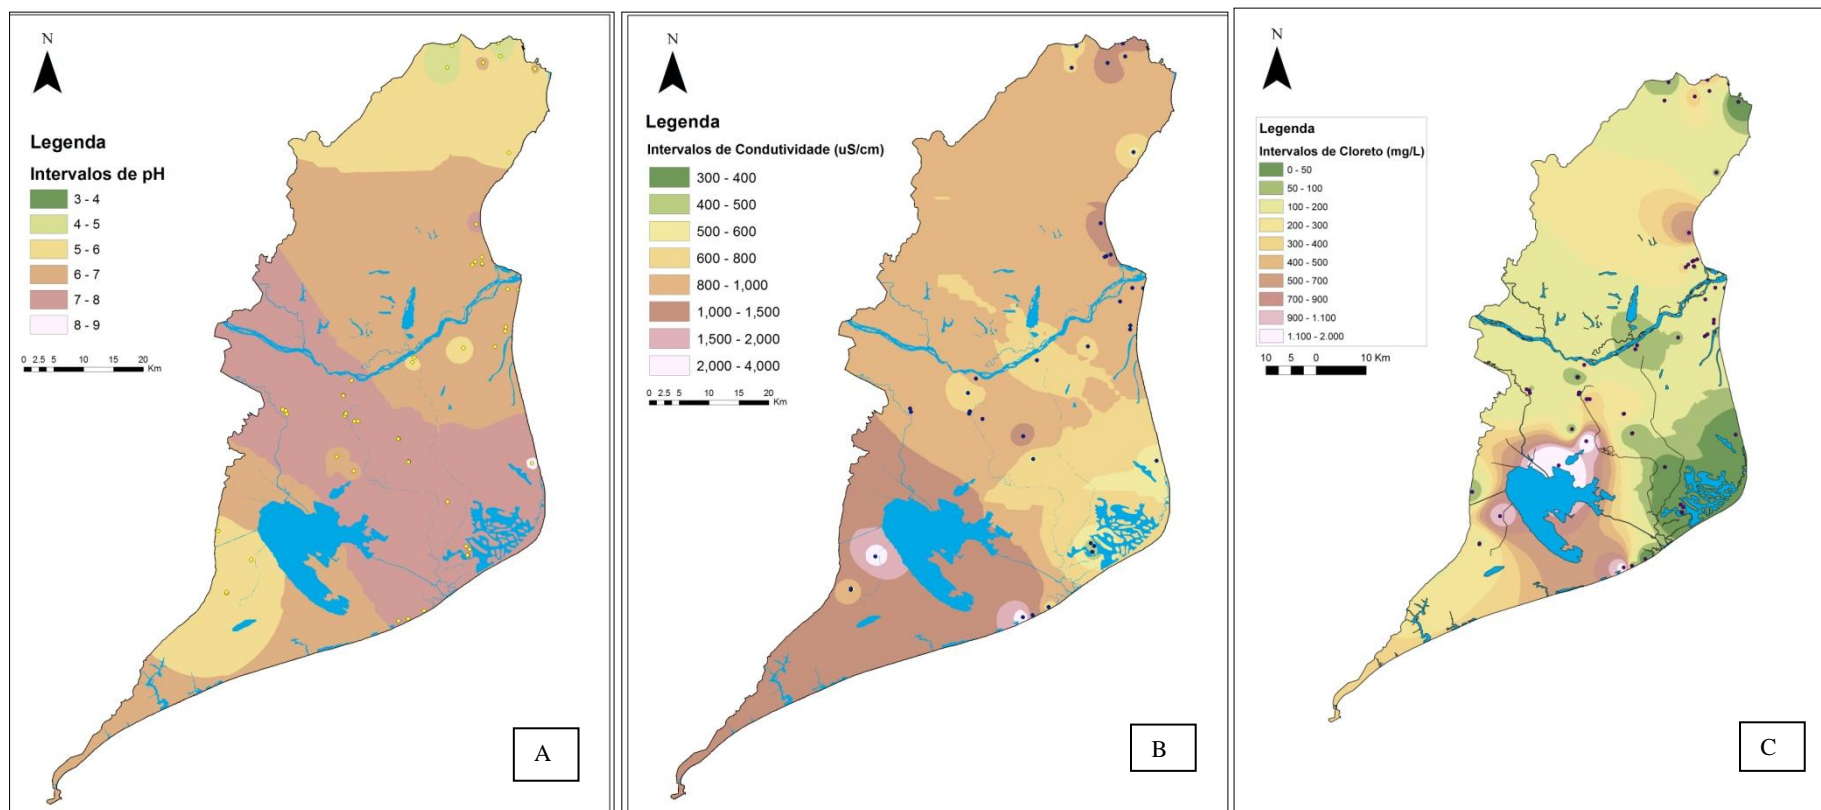 N
Legenda
Intervalos de pH
3 - 4
4 - 5
5 - 6
6 - 7
7 - 8
8 - 9
0 2.5 5 10 15 20
Km
A
N
Legenda
Intervalos de Condutividade (uS/cm)
300 - 400
400 - 500
500 - 600
600 - 800
800 - 1,000
1,000 - 1,500
1,500 - 2,000
2,000 - 4,000
0 2.5 5 10 15 20
Km
B
N
Legenda
Intervalos de Cloreto (mg/L)
0 - 50
50 - 100
100 - 200
200 - 300
300 - 400
400 - 500
500 - 700
700 - 900
900 - 1.100
1.100 - 2.000
10 5 0 10 Km
C